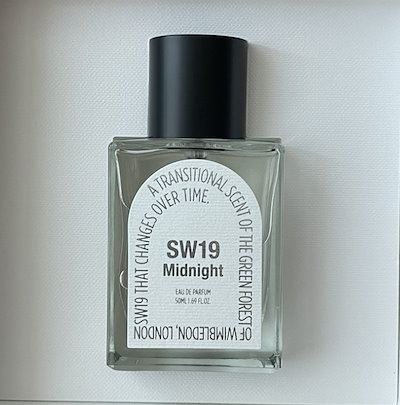 A TRANSITIONAL SCENT OF THE GREEN FOREST
OF WIMBLEDON, LONDON
SW19 THAT CHANGES OVER TIME.
SW19
Midnight
EAU DE PARFUM
50ML 1.69 FL.OZ.